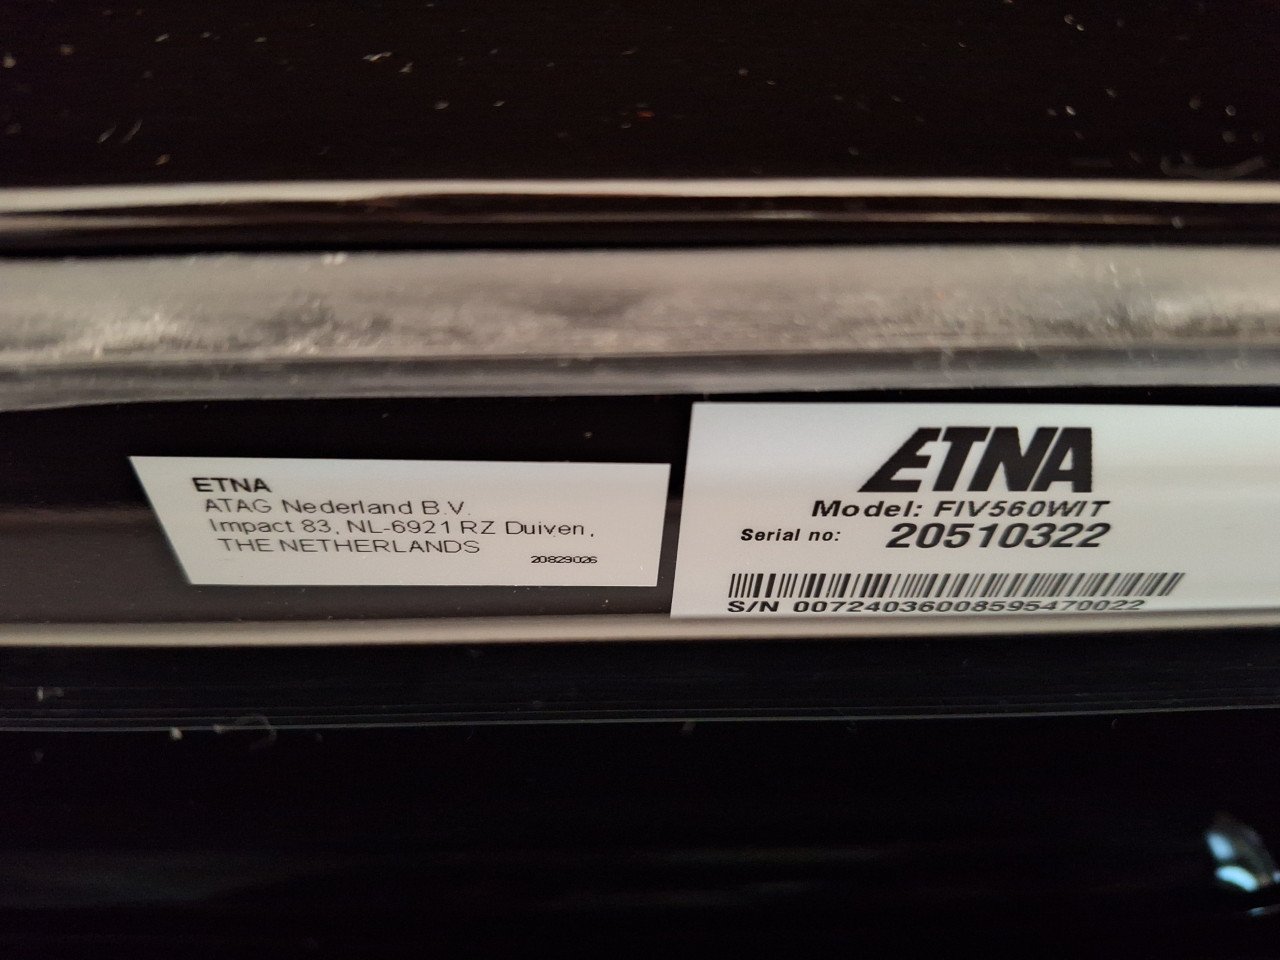 ETNA
ATAG Nederland B.V.
Impact 83, NL-6921 RZ Duiven,
THE NETHERLANDS
20829026
ETNA
Model: FIV560WIT
Serial no: 20510322
S/N 00724036008595470022